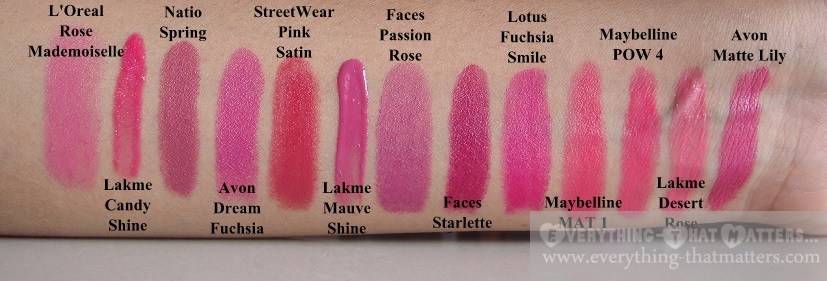 L'Oreal
Rose
Mademoiselle
Lakme
Candy
Shine
Natio
Spring
Avon
Dream
Fuchsia
StreetWear
Pink
Satin
Lakme
Mauve
Shine
Faces
Passion
Rose
Faces
Starlette
Lotus
Fuchsia
Smile
Maybelline
MAT 1
Maybelline
POW 4
Lakme
Desert
Rose
Avon
Matte Lily
Everything-That Matters...
www.everything-thatmatters.com